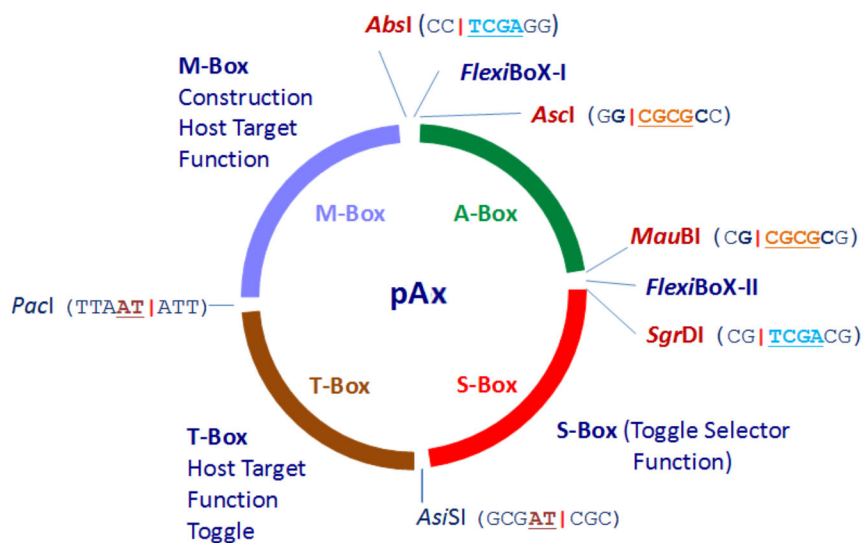 AbsI (CC|TCGAGG)
M-Box
Construction
Host Target
Function
FlexiBoX-I
AscI (GG|CGCGCC)
M-Box
A-Box
MauBI (CG|CGCGCG)
PacI (TTAAT|ATT)
pAx
FlexiBoX-II
SgrDI (CG|TCGACG)
T-Box
S-Box
T-Box
Host Target
Function
Toggle
S-Box (Toggle Selector
Function)
AsiSI (GCGAT|CGC)